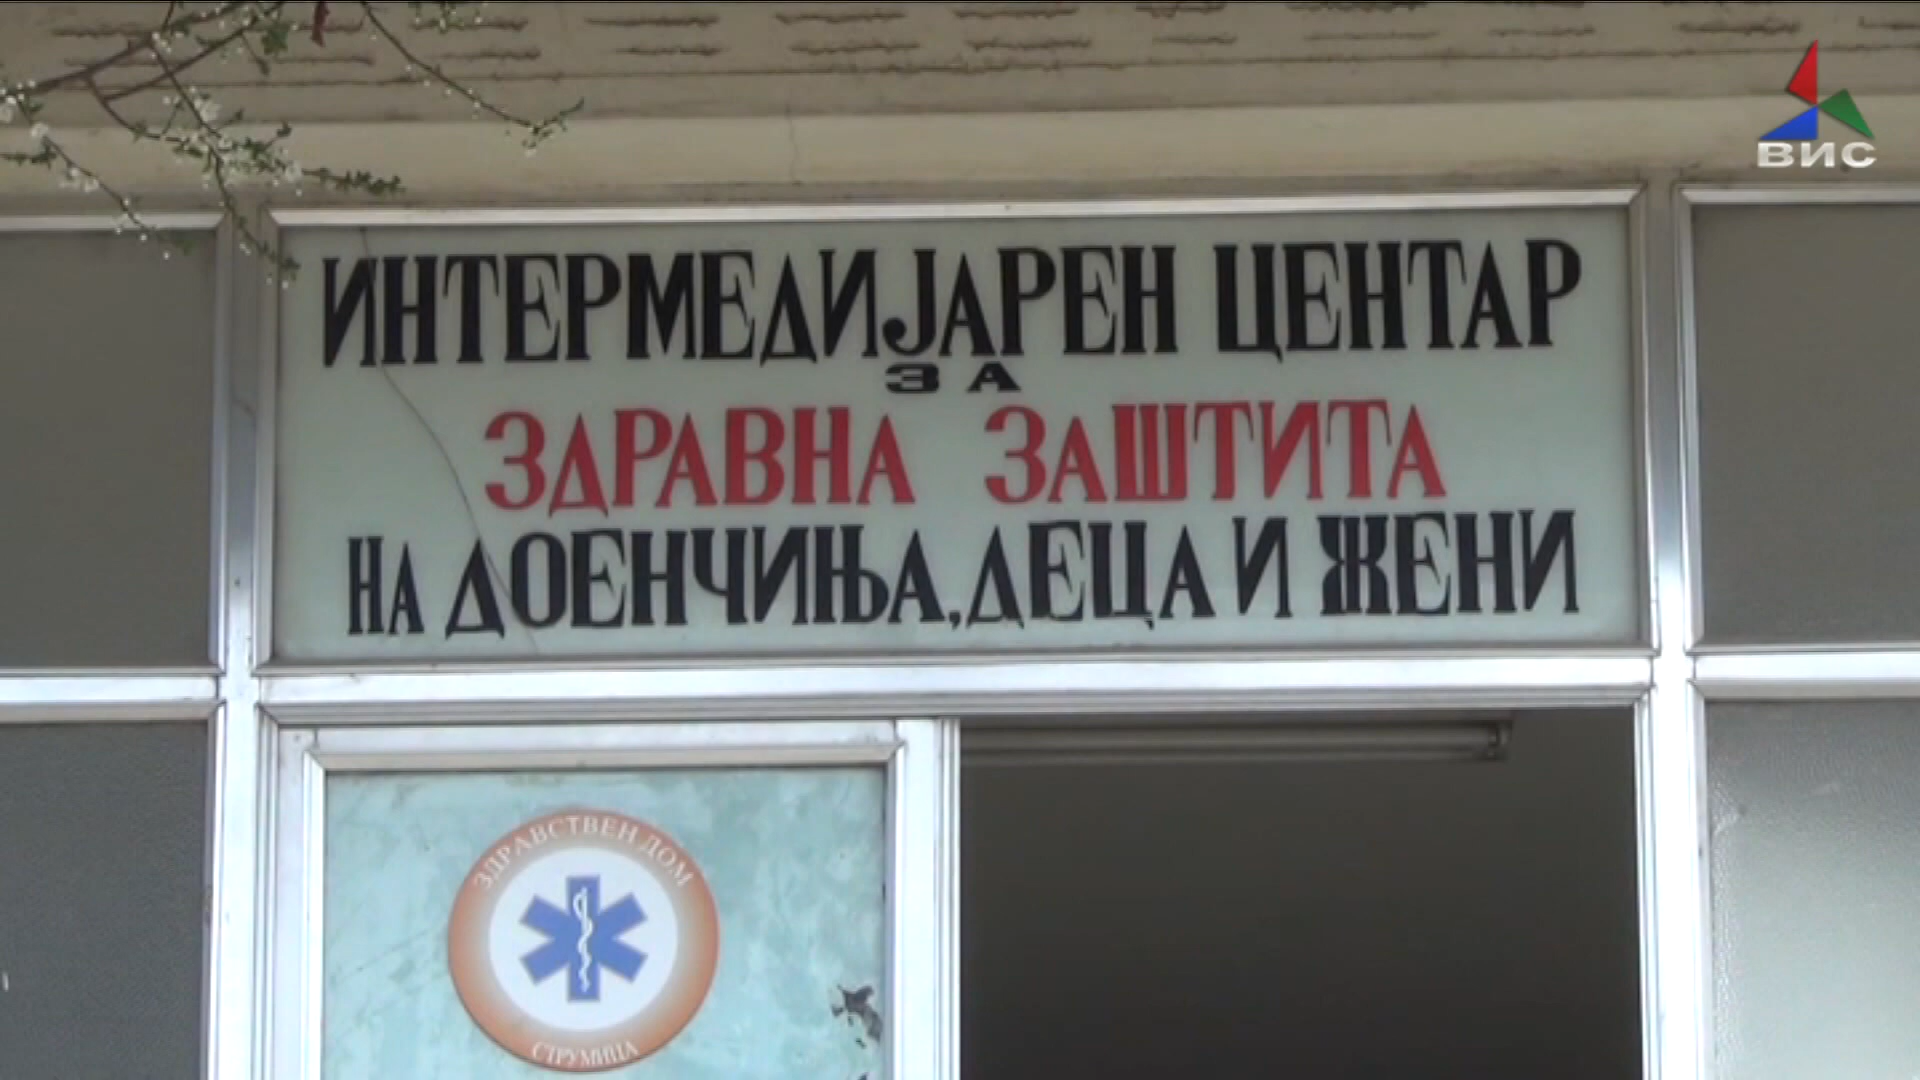 ВИС
ИНТЕРМЕДИЈАРЕН ЦЕНТАР
ЗА
ЗДРАВНА ЗАШТИТА
НА ДОЕНЧИЊА, ДЕЦА И ЖЕНИ
ЗДРАВСТВЕН ДОМ
СТРУМИЦА